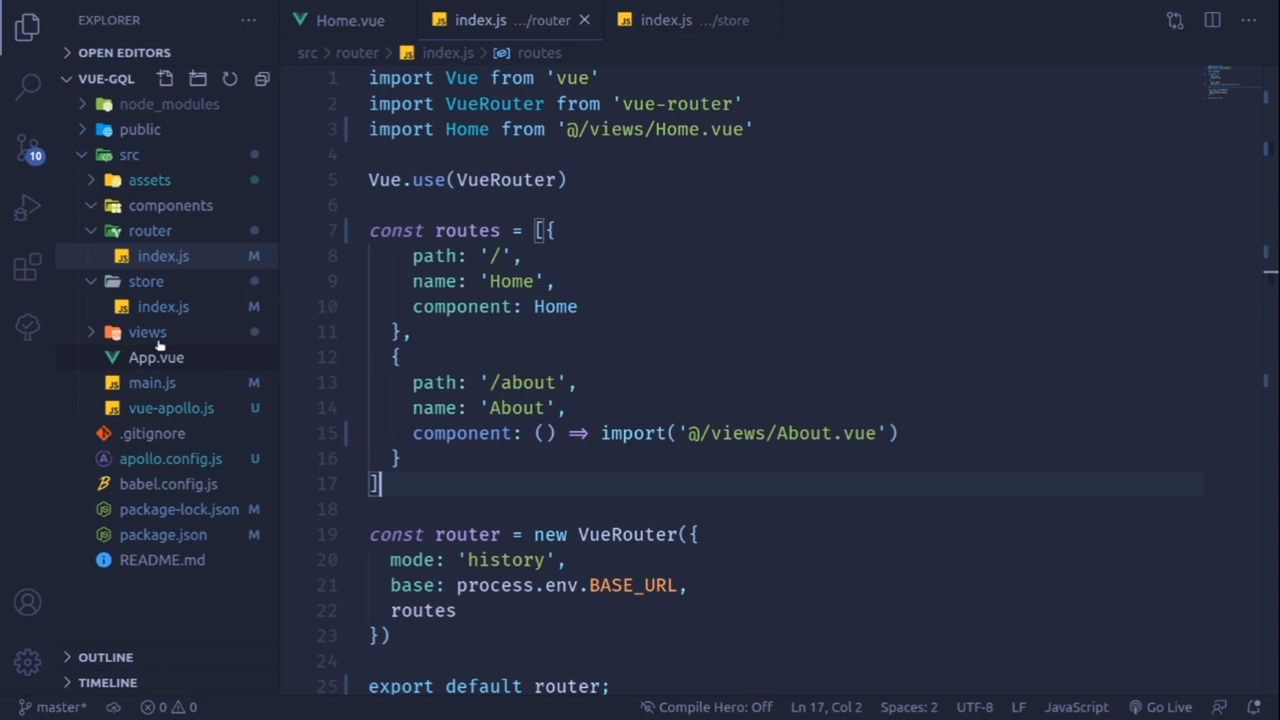 EXPLORER
OPEN EDITORS
VUE-GQL
node_modules
public
src
assets
components
router
index.js M
store
index.js M
views
App.vue
main.js M
vue-apollo.js U
.gitignore
apollo.config.js U
babel.config.js
package-lock.json M
package.json M
README.md
OUTLINE
TIMELINE
10
Home.vue
index.js .../router
index.js .../store
src > router > index.js > routes
1 import Vue from 'vue'
2 import VueRouter from 'vue-router'
3 import Home from '@/views/Home.vue'
4
5 Vue.use(VueRouter)
6
7 const routes = [{
8 path: '/',
9 name: 'Home',
10 component: Home
11 },
12 {
13 path: '/about',
14 name: 'About',
15 component: () => import('@/views/About.vue')
16 }
17 ]
18
19 const router = new VueRouter({
20 mode: 'history',
21 base: process.env.BASE_URL,
22 routes
23 })
24
25 export default router;
master* 0 0 Compile Hero: Off Ln 17, Col 2 Spaces: 2 UTF-8 LF JavaScript Go Live